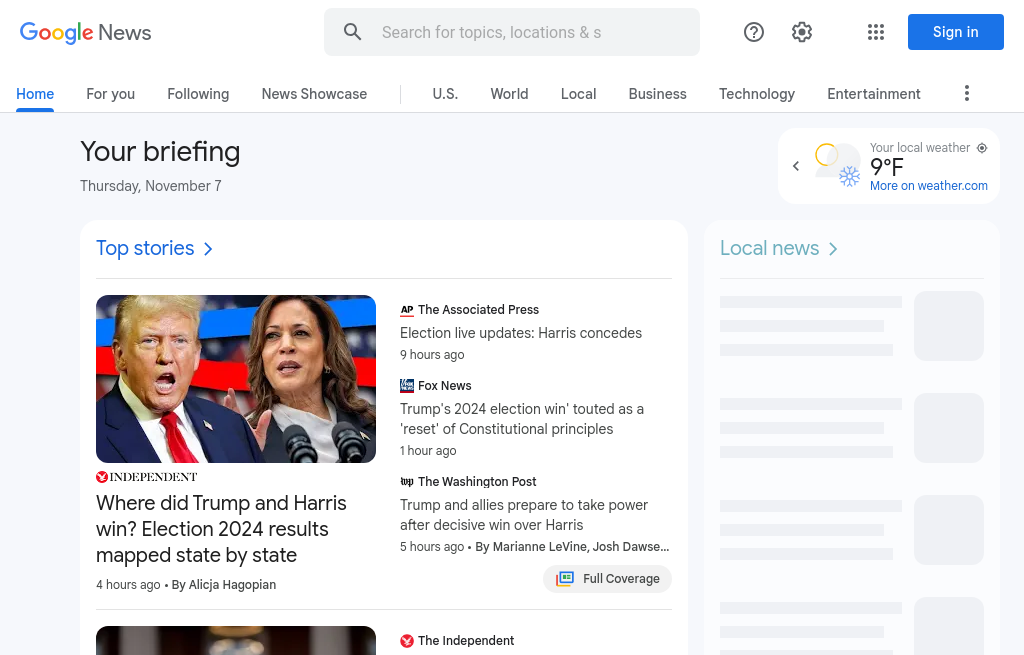 Google News
Search for topics, locations & s
Sign in
Home
For you
Following
News Showcase
U.S.
World
Local
Business
Technology
Entertainment
Your briefing
Thursday, November 7
Your local weather
9°F
More on weather.com
Top stories
INDEPENDENT
Where did Trump and Harris
win? Election 2024 results
mapped state by state
4 hours ago • By Alicja Hagopian
AP The Associated Press
Election live updates: Harris concedes
9 hours ago
Fox News
Trump's 2024 election win' touted as a
'reset' of Constitutional principles
1 hour ago
wp The Washington Post
Trump and allies prepare to take power
after decisive win over Harris
5 hours ago • By Marianne LeVine, Josh Dawse...
Full Coverage
The Independent
Local news